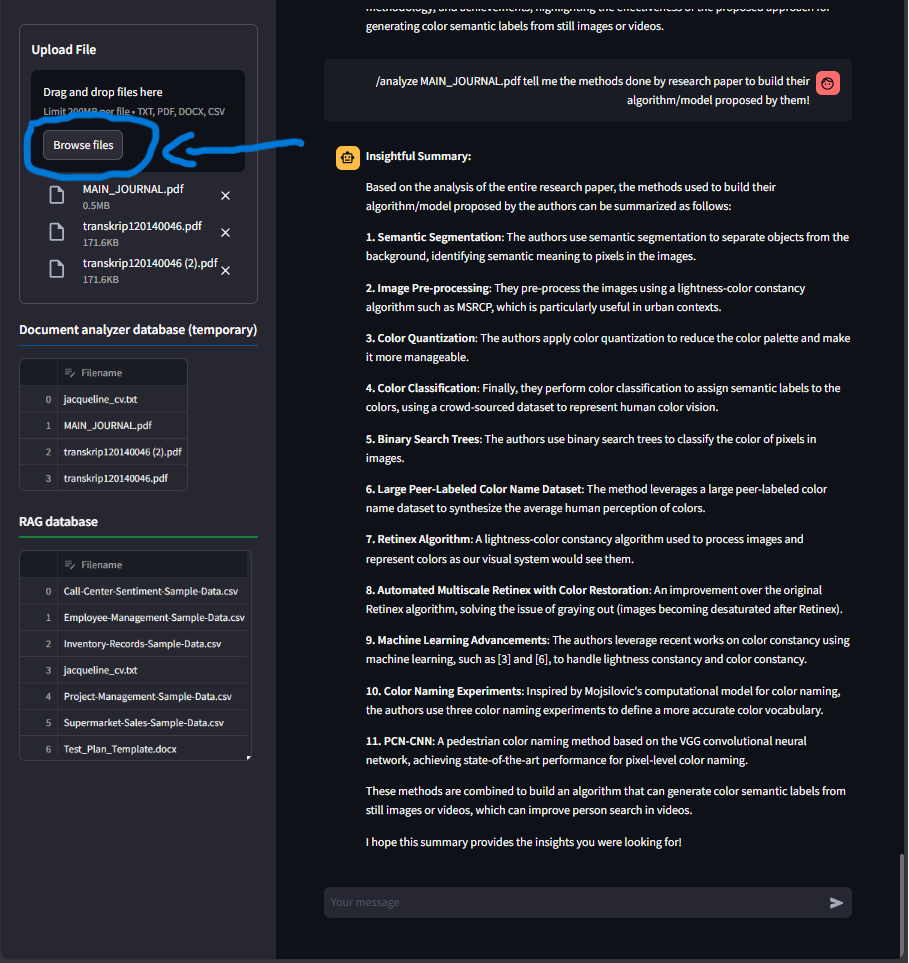 Upload File
Drag and drop files here
Limit 200MB per file • TXT, PDF, DOCX, CSV
Browse files
MAIN_JOURNAL.pdf
0.5MB
transkrip120140046.pdf
171.6KB
transkrip120140046 (2).pdf
171.6KB
Document analyzer database (temporary)
Filename
0 jacqueline_cv.txt
1 MAIN_JOURNAL.pdf
2 transkrip120140046 (2).pdf
3 transkrip120140046.pdf
RAG database
Filename
0 Call-Center-Sentiment-Sample-Data.csv
1 Employee-Management-Sample-Data.csv
2 Inventory-Records-Sample-Data.csv
3 jacqueline_cv.txt
4 Project-Management-Sample-Data.csv
5 Supermarket-Sales-Sample-Data.csv
6 Test_Plan_Template.docx
methodology, and achievements, highlighting the effectiveness of the proposed approach for
generating color semantic labels from still images or videos.
/analyze MAIN_JOURNAL.pdf tell me the methods done by research paper to build their
algorithm/model proposed by them!
Insightful Summary:
Based on the analysis of the entire research paper, the methods used to build their
algorithm/model proposed by the authors can be summarized as follows:
1. Semantic Segmentation: The authors use semantic segmentation to separate objects from the
background, identifying semantic meaning to pixels in the images.
2. Image Pre-processing: They pre-process the images using a lightness-color constancy
algorithm such as MSRCP, which is particularly useful in urban contexts.
3. Color Quantization: The authors apply color quantization to reduce the color palette and make
it more manageable.
4. Color Classification: Finally, they perform color classification to assign semantic labels to the
colors, using a crowd-sourced dataset to represent human color vision.
5. Binary Search Trees: The authors use binary search trees to classify the color of pixels in
images.
6. Large Peer-Labeled Color Name Dataset: The method leverages a large peer-labeled color
name dataset to synthesize the average human perception of colors.
7. Retinex Algorithm: A lightness-color constancy algorithm used to process images and
represent colors as our visual system would see them.
8. Automated Multiscale Retinex with Color Restoration: An improvement over the original
Retinex algorithm, solving the issue of graying out (images becoming desaturated after Retinex).
9. Machine Learning Advancements: The authors leverage recent works on color constancy using
machine learning, such as [3] and [6], to handle lightness constancy and color constancy.
10. Color Naming Experiments: Inspired by Mojsilovic's computational model for color naming,
the authors use three color naming experiments to define a more accurate color vocabulary.
11. PCN-CNN: A pedestrian color naming method based on the VGG convolutional neural
network, achieving state-of-the-art performance for pixel-level color naming.
These methods are combined to build an algorithm that can generate color semantic labels from
still images or videos, which can improve person search in videos.
I hope this summary provides the insights you were looking for!
Your message